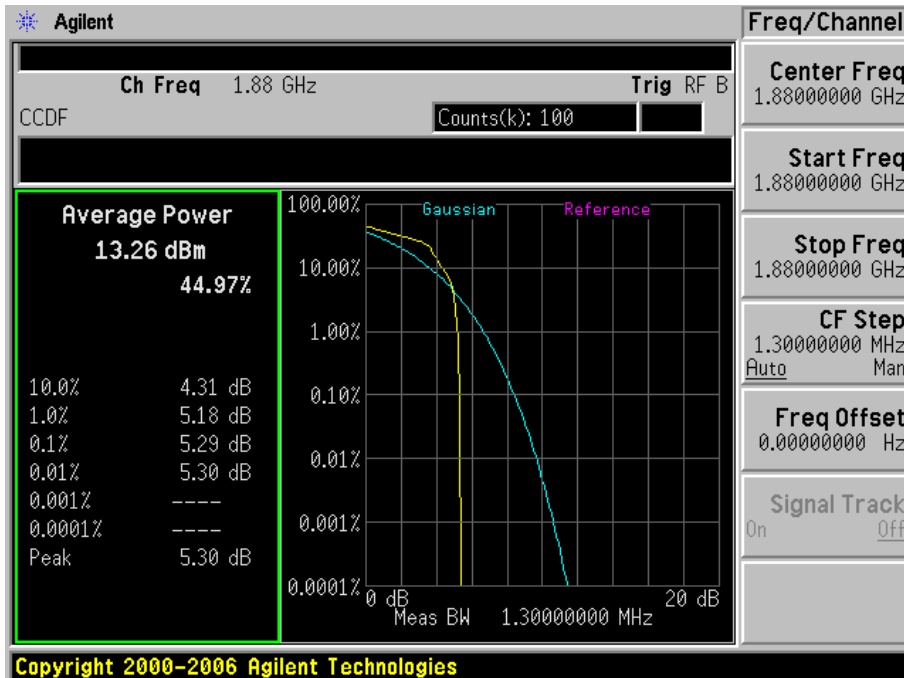 Agilent
Freq/Channel
Ch Freq 1.88 GHz Trig RF B
CCDF Counts(k): 100
Center Freq
1.88000000 GHz
Start Freq
1.88000000 GHz
Stop Freq
1.88000000 GHz
CF Step
1.30000000 MHz
Auto Man
Freq Offset
0.00000000 Hz
Signal Track
On Off
Average Power
13.26 dBm
44.97%
10.0% 4.31 dB
1.0% 5.18 dB
0.1% 5.29 dB
0.01% 5.30 dB
0.001% ----
0.0001% ----
Peak 5.30 dB
Gaussian Reference
100.00%
10.00%
1.00%
0.10%
0.01%
0.001%
0.0001%
0 dB 20 dB
Meas BW 1.30000000 MHz
Copyright 2000-2006 Agilent Technologies